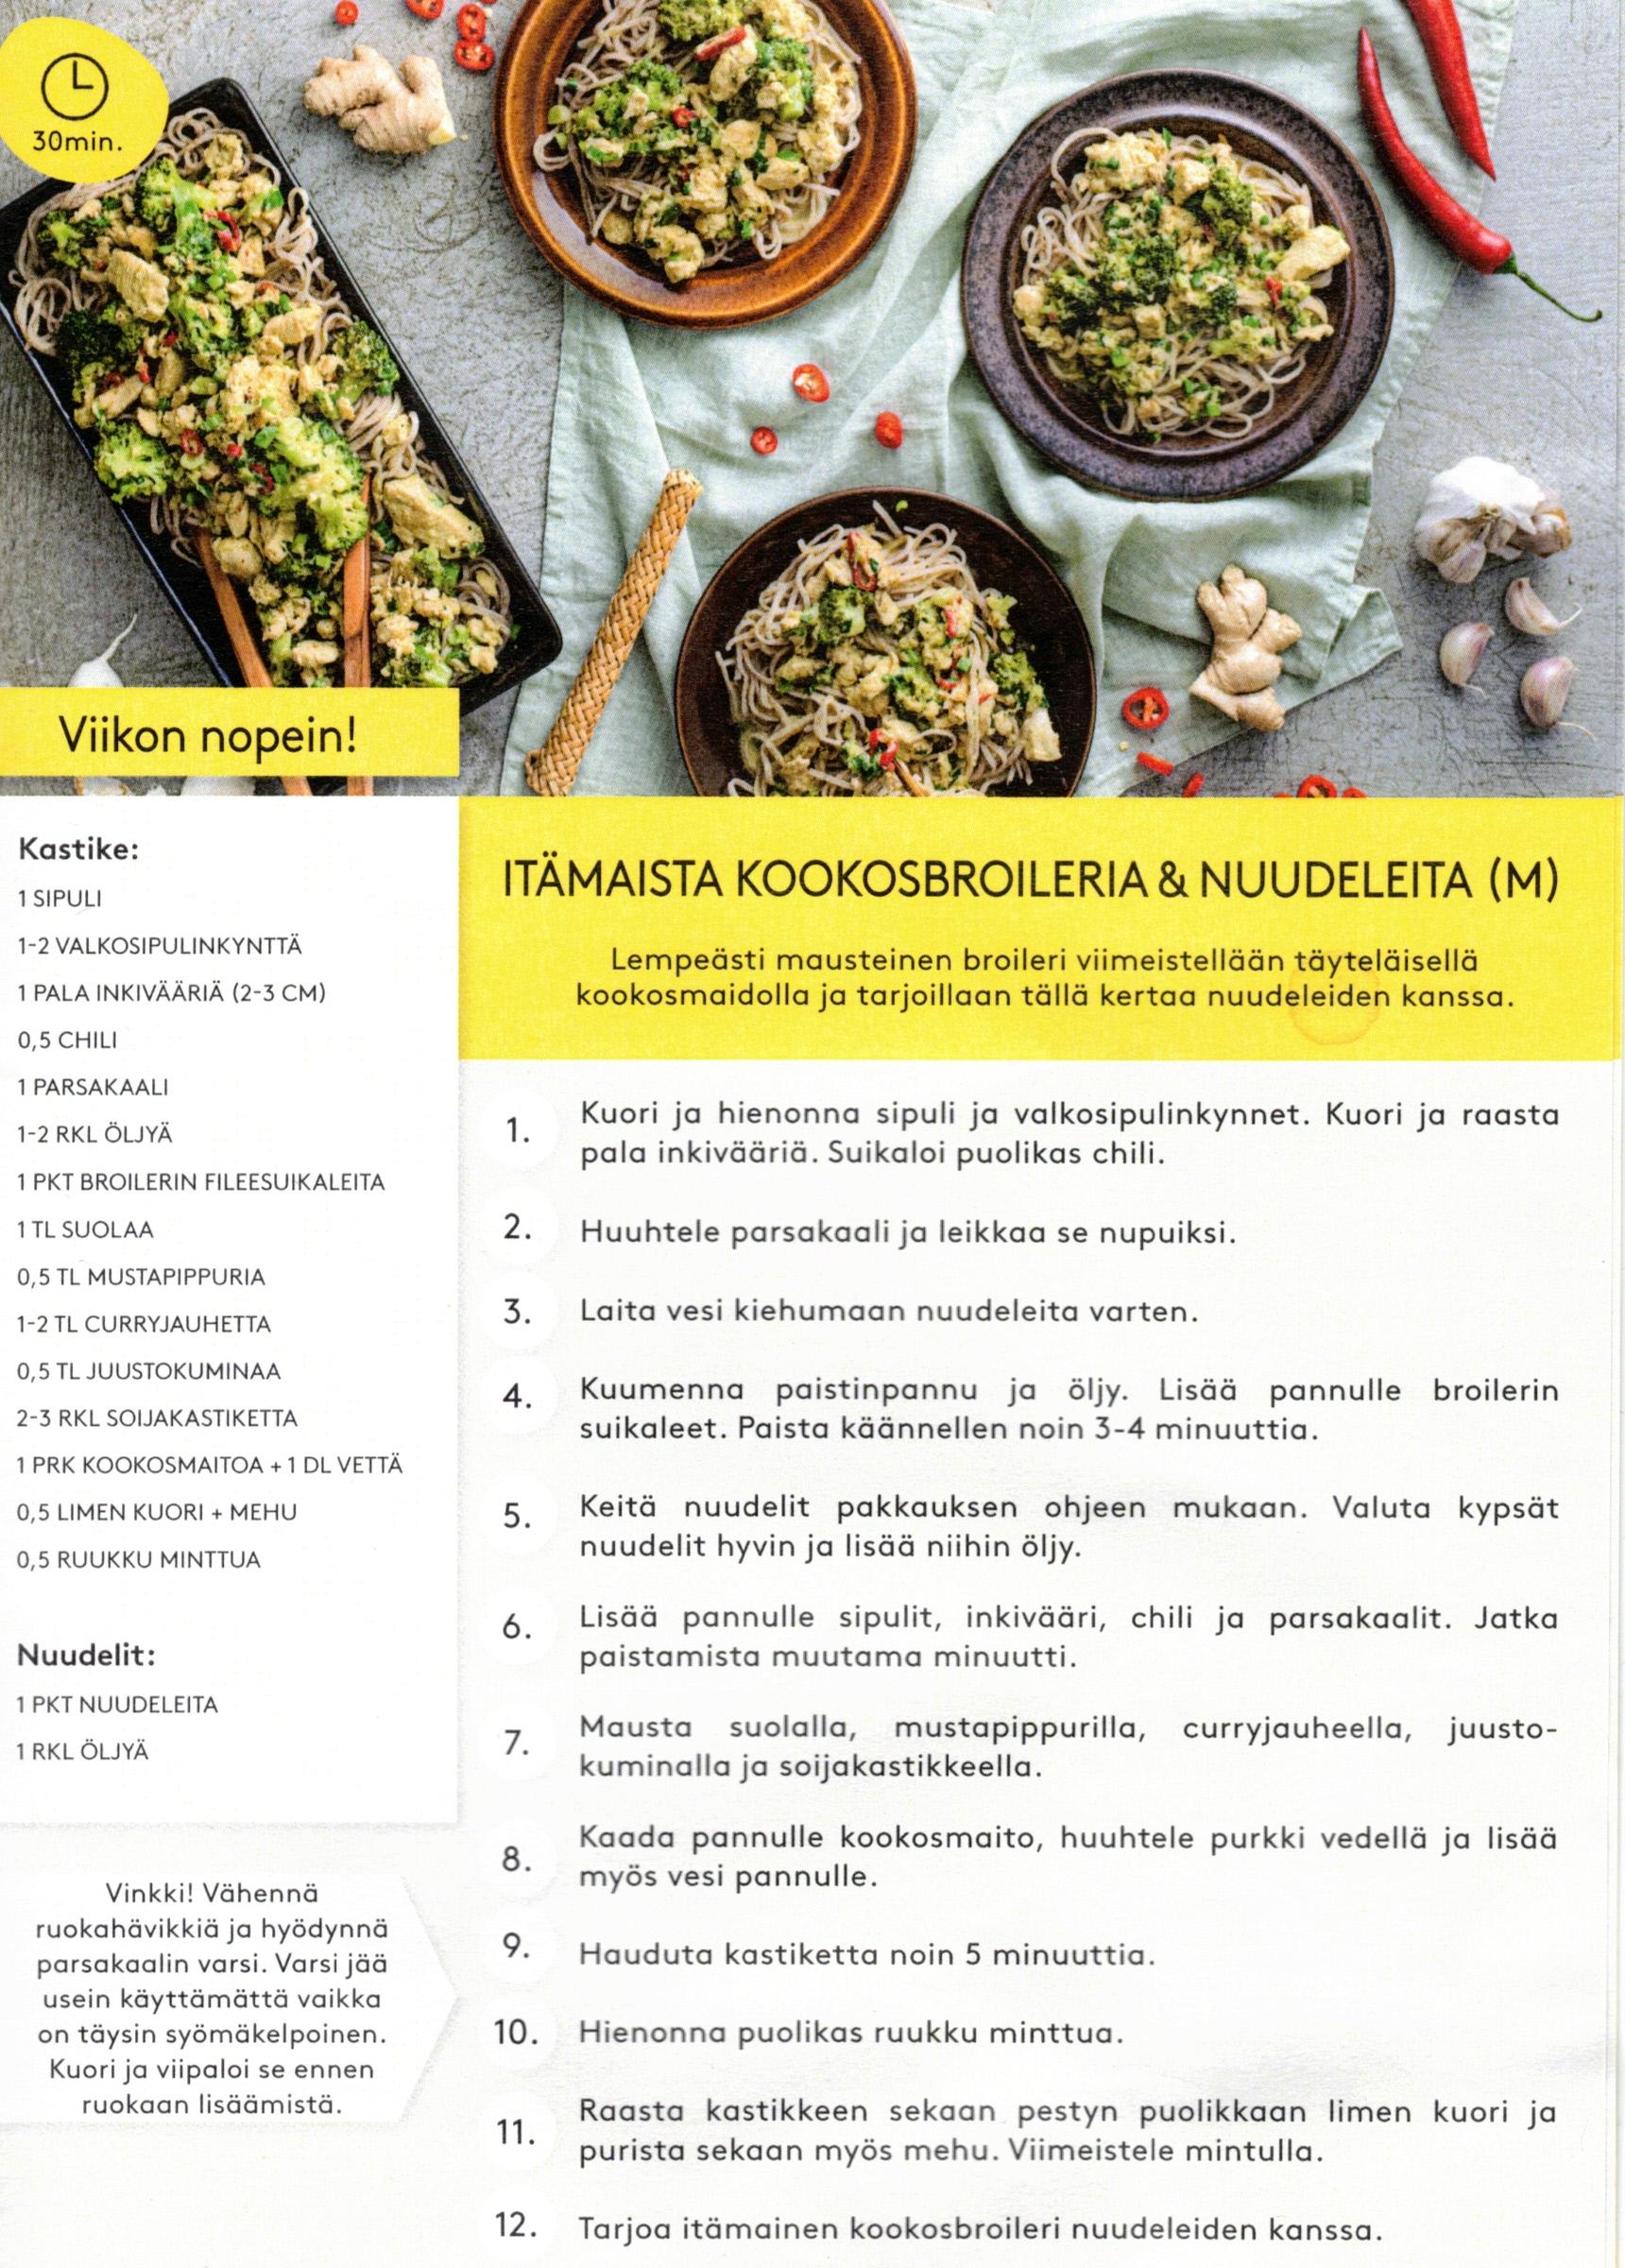 30min.
Viikon nopein!
Kastike:
1 SIPULI
1-2 VALKOSIPULINKYNTTÄ
1 PALA INKIVÄÄRIÄ (2-3 CM)
0,5 CHILI
1 PARSAKAALI
1-2 RKL ÖLJYÄ
1 PKT BROILERIN FILEESUIKALEITA
1 TL SUOLAA
0,5 TL MUSTAPIPPURIA
1-2 TL CURRYJAUHETTA
0,5 TL JUUSTOKUMINAA
2-3 RKL SOIJAKASTIKETTA
1 PRK KOOKOSMAITOA + 1 DL VETTÄ
0,5 LIMEN KUORI + MEHU
0,5 RUUKKU MINTTUA
Nuudelit:
1 PKT NUUDELEITA
1 RKL ÖLJYÄ
Vinkki! Vähennä
ruokahävikkiä ja hyödynnä
parsakaalin varsi. Varsi jää
usein käyttämättä vaikka
on täysin syömäkelpoinen.
Kuori ja viipaloi se ennen
ruokaan lisäämistä.
ITÄMAISTA KOOKOSBROILERIA & NUUDELEITA (M)
Lempeästi mausteinen broileri viimeistellään täyteläisellä
kookosmaidolla ja tarjoillaan tällä kertaa nuudeleiden kanssa.
1. Kuori ja hienonna sipuli ja valkosipulinkynnet. Kuori ja raasta
pala inkivääriä. Suikaloi puolikas chili.
2. Huuhtele parsakaali ja leikkaa se nupuiksi.
3. Laita vesi kiehumaan nuudeleita varten.
4. Kuumenna paistinpannu ja öljy. Lisää pannulle broilerin
suikaleet. Paista käännellen noin 3-4 minuuttia.
5. Keitä nuudelit pakkauksen ohjeen mukaan. Valuta kypsät
nuudelit hyvin ja lisää niihin öljy.
6. Lisää pannulle sipulit, inkivääri, chili ja parsakaalit. Jatka
paistamista muutama minuutti.
7. Mausta suolalla, mustapippurilla, curryjauheella, juusto-
kuminalla ja soijakastikkeella.
8. Kaada pannulle kookosmaito, huuhtele purkki vedellä ja lisää
myös vesi pannulle.
9. Hauduta kastiketta noin 5 minuuttia.
10. Hienonna puolikas ruukku minttua.
11. Raasta kastikkeen sekaan pestyn puolikkaan limen kuori ja
purista sekaan myös mehu. Viimeistele mintulla.
12. Tarjoa itämainen kookosbroileri nuudeleiden kanssa.